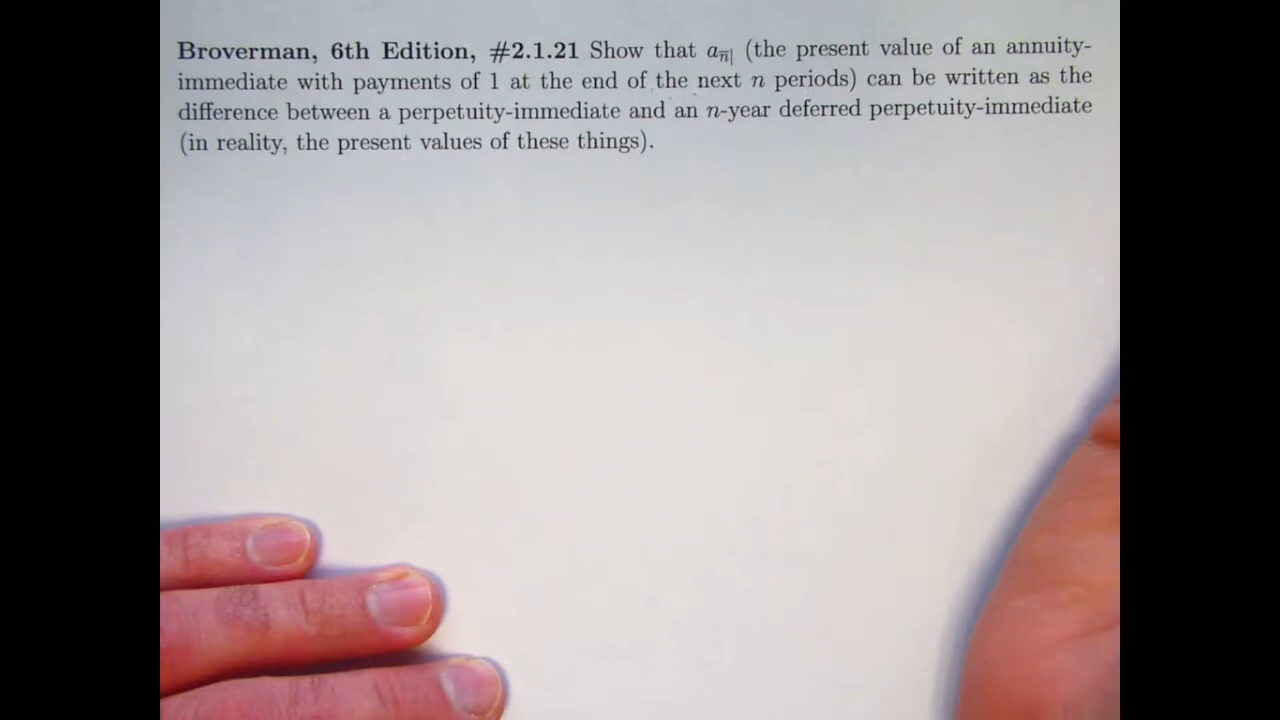 Broverman, 6th Edition, #2.1.21 Show that a_{n̅|} (the present value of an annuity-
immediate with payments of 1 at the end of the next n periods) can be written as the
difference between a perpetuity-immediate and an n-year deferred perpetuity-immediate
(in reality, the present values of these things).